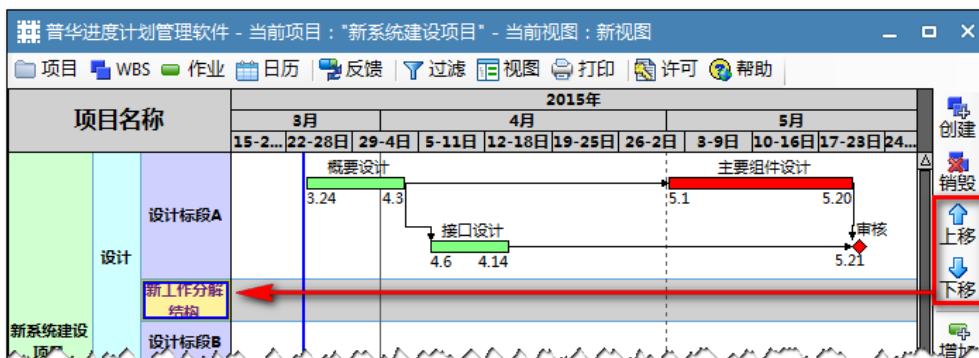 普华进度计划管理软件 - 当前项目："新系统建设项目" - 当前视图：新视图
项目 WBS 作业 日历 反馈 过滤 视图 打印 许可 帮助
项目名称
2015年
3月 4月 5月
15-2... 22-28日 29-4日 5-11日 12-18日 19-25日 26-2日 3-9日 10-16日 17-23日 24...
创建
销毁
上移
下移
增加
概要设计 主要组件设计
3.24 4.3 5.1 5.20
设计标段A
接口设计 审核
4.6 4.14 5.21
设计
新工作分解
结构
新系统建设
项目
设计标段B